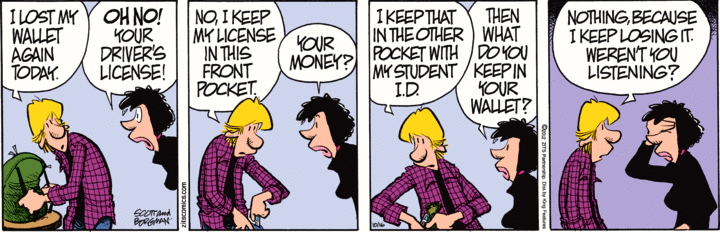 I LOST MY
WALLET
AGAIN
TODAY.
OH NO!
YOUR
DRIVER'S
LICENSE!
SCOTT and
BORGMAN
NO, I KEEP
MY LICENSE
IN THIS
FRONT
POCKET.
YOUR
MONEY?
zitscomics.com
I KEEP THAT
IN THE OTHER
POCKET WITH
MY STUDENT
I.D.
THEN
WHAT
DO YOU
KEEP IN
YOUR
WALLET?
10/16
©2012 ZITS Partnership. Dist. by King Features
NOTHING, BECAUSE
I KEEP LOSING IT.
WEREN'T YOU
LISTENING?